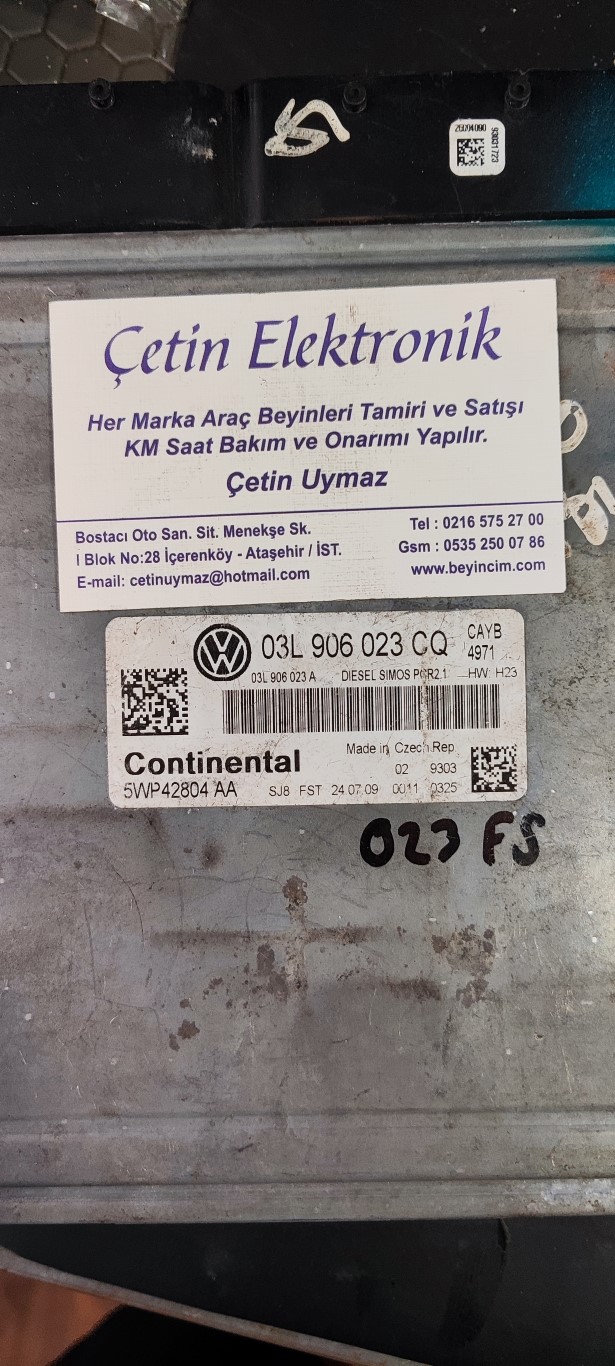 2G004090
93031723
Çetin Elektronik
Her Marka Araç Beyinleri Tamiri ve Satışı
KM Saat Bakım ve Onarımı Yapılır.
Çetin Uymaz
Bostacı Oto San. Sit. Menekşe Sk.
I Blok No:28 İçerenköy - Ataşehir / İST.
E-mail: cetinuymaz@hotmail.com
Tel : 0216 575 27 00
Gsm : 0535 250 07 86
www.beyincim.com
03L 906 023 CQ
CAYB
4971
03L 906 023 A DIESEL SIMOS PCR2.1 HW H23
Continental
Made in Czech Rep.
02 9303
5WP42804 AA SJ8 FST 24.07.09 0011 0325
023 FS